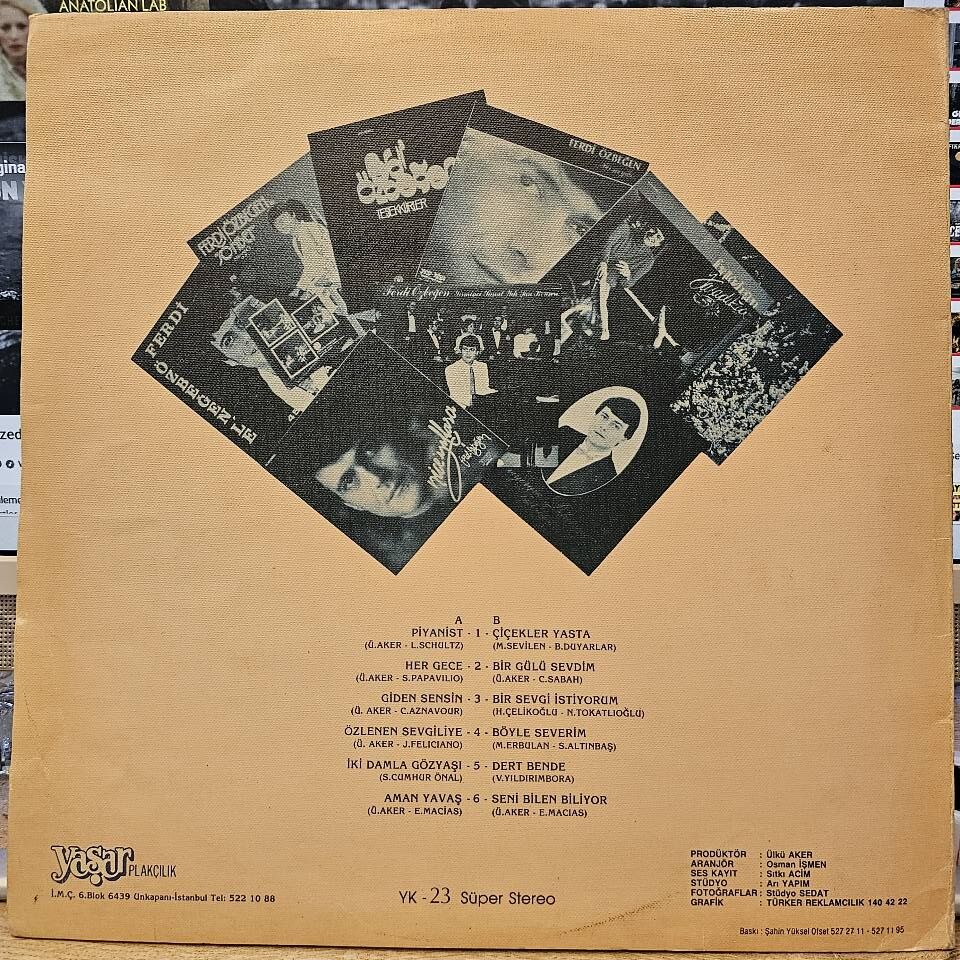 ANATOLIAN LAB
FERDİ ÖZBEĞEN
TEŞEKKÜRLER
FERDİ ÖZBEĞEN
Ferdi Özbeğen
FERDİ
ÖZBEĞEN'LE
A B
PİYANİST - 1 - ÇİÇEKLER YASTA
(Ü.AKER - L.SCHULTZ) (M.SEVİLEN - B.DUYARLAR)
HER GECE - 2 - BİR GÜLÜ SEVDİM
(Ü.AKER - S.PAPAVILIO) (Ü.AKER - C.SABAH)
GİDEN SENSİN - 3 - BİR SEVGİ İSTİYORUM
(Ü. AKER - C.AZNAVOUR) (H.ÇELİKOĞLU - N.TOKATLIOĞLU)
ÖZLENEN SEVGİLİYE - 4 - BÖYLE SEVERİM
(Ü. AKER - J.FELICIANO) (M.ERBULAN - S.ALTINBAŞ)
İKİ DAMLA GÖZYAŞI - 5 - DERT BENDE
(S.CUMHUR ÖNAL) (V.YILDIRIMBORA)
AMAN YAVAŞ - 6 - SENİ BİLEN BİLİYOR
(Ü.AKER - E.MACIAS) (Ü.AKER - E.MACIAS)
yaşar PLAKÇILIK
İ.M.Ç. 6.Blok 6439 Unkapanı-İstanbul Tel: 522 10 88
YK - 23 Süper Stereo
PRODÜKTÖR : Ülkü AKER
ARANJÖR : Osman İŞMEN
SES KAYIT : Sıtkı ACİM
STÜDYO : Arı YAPIM
FOTOĞRAFLAR : Stüdyo SEDAT
GRAFİK : TÜRKER REKLAMCILIK 140 42 22
Baskı : Şahin Yüksel Ofset 527 27 11 - 527 11 95